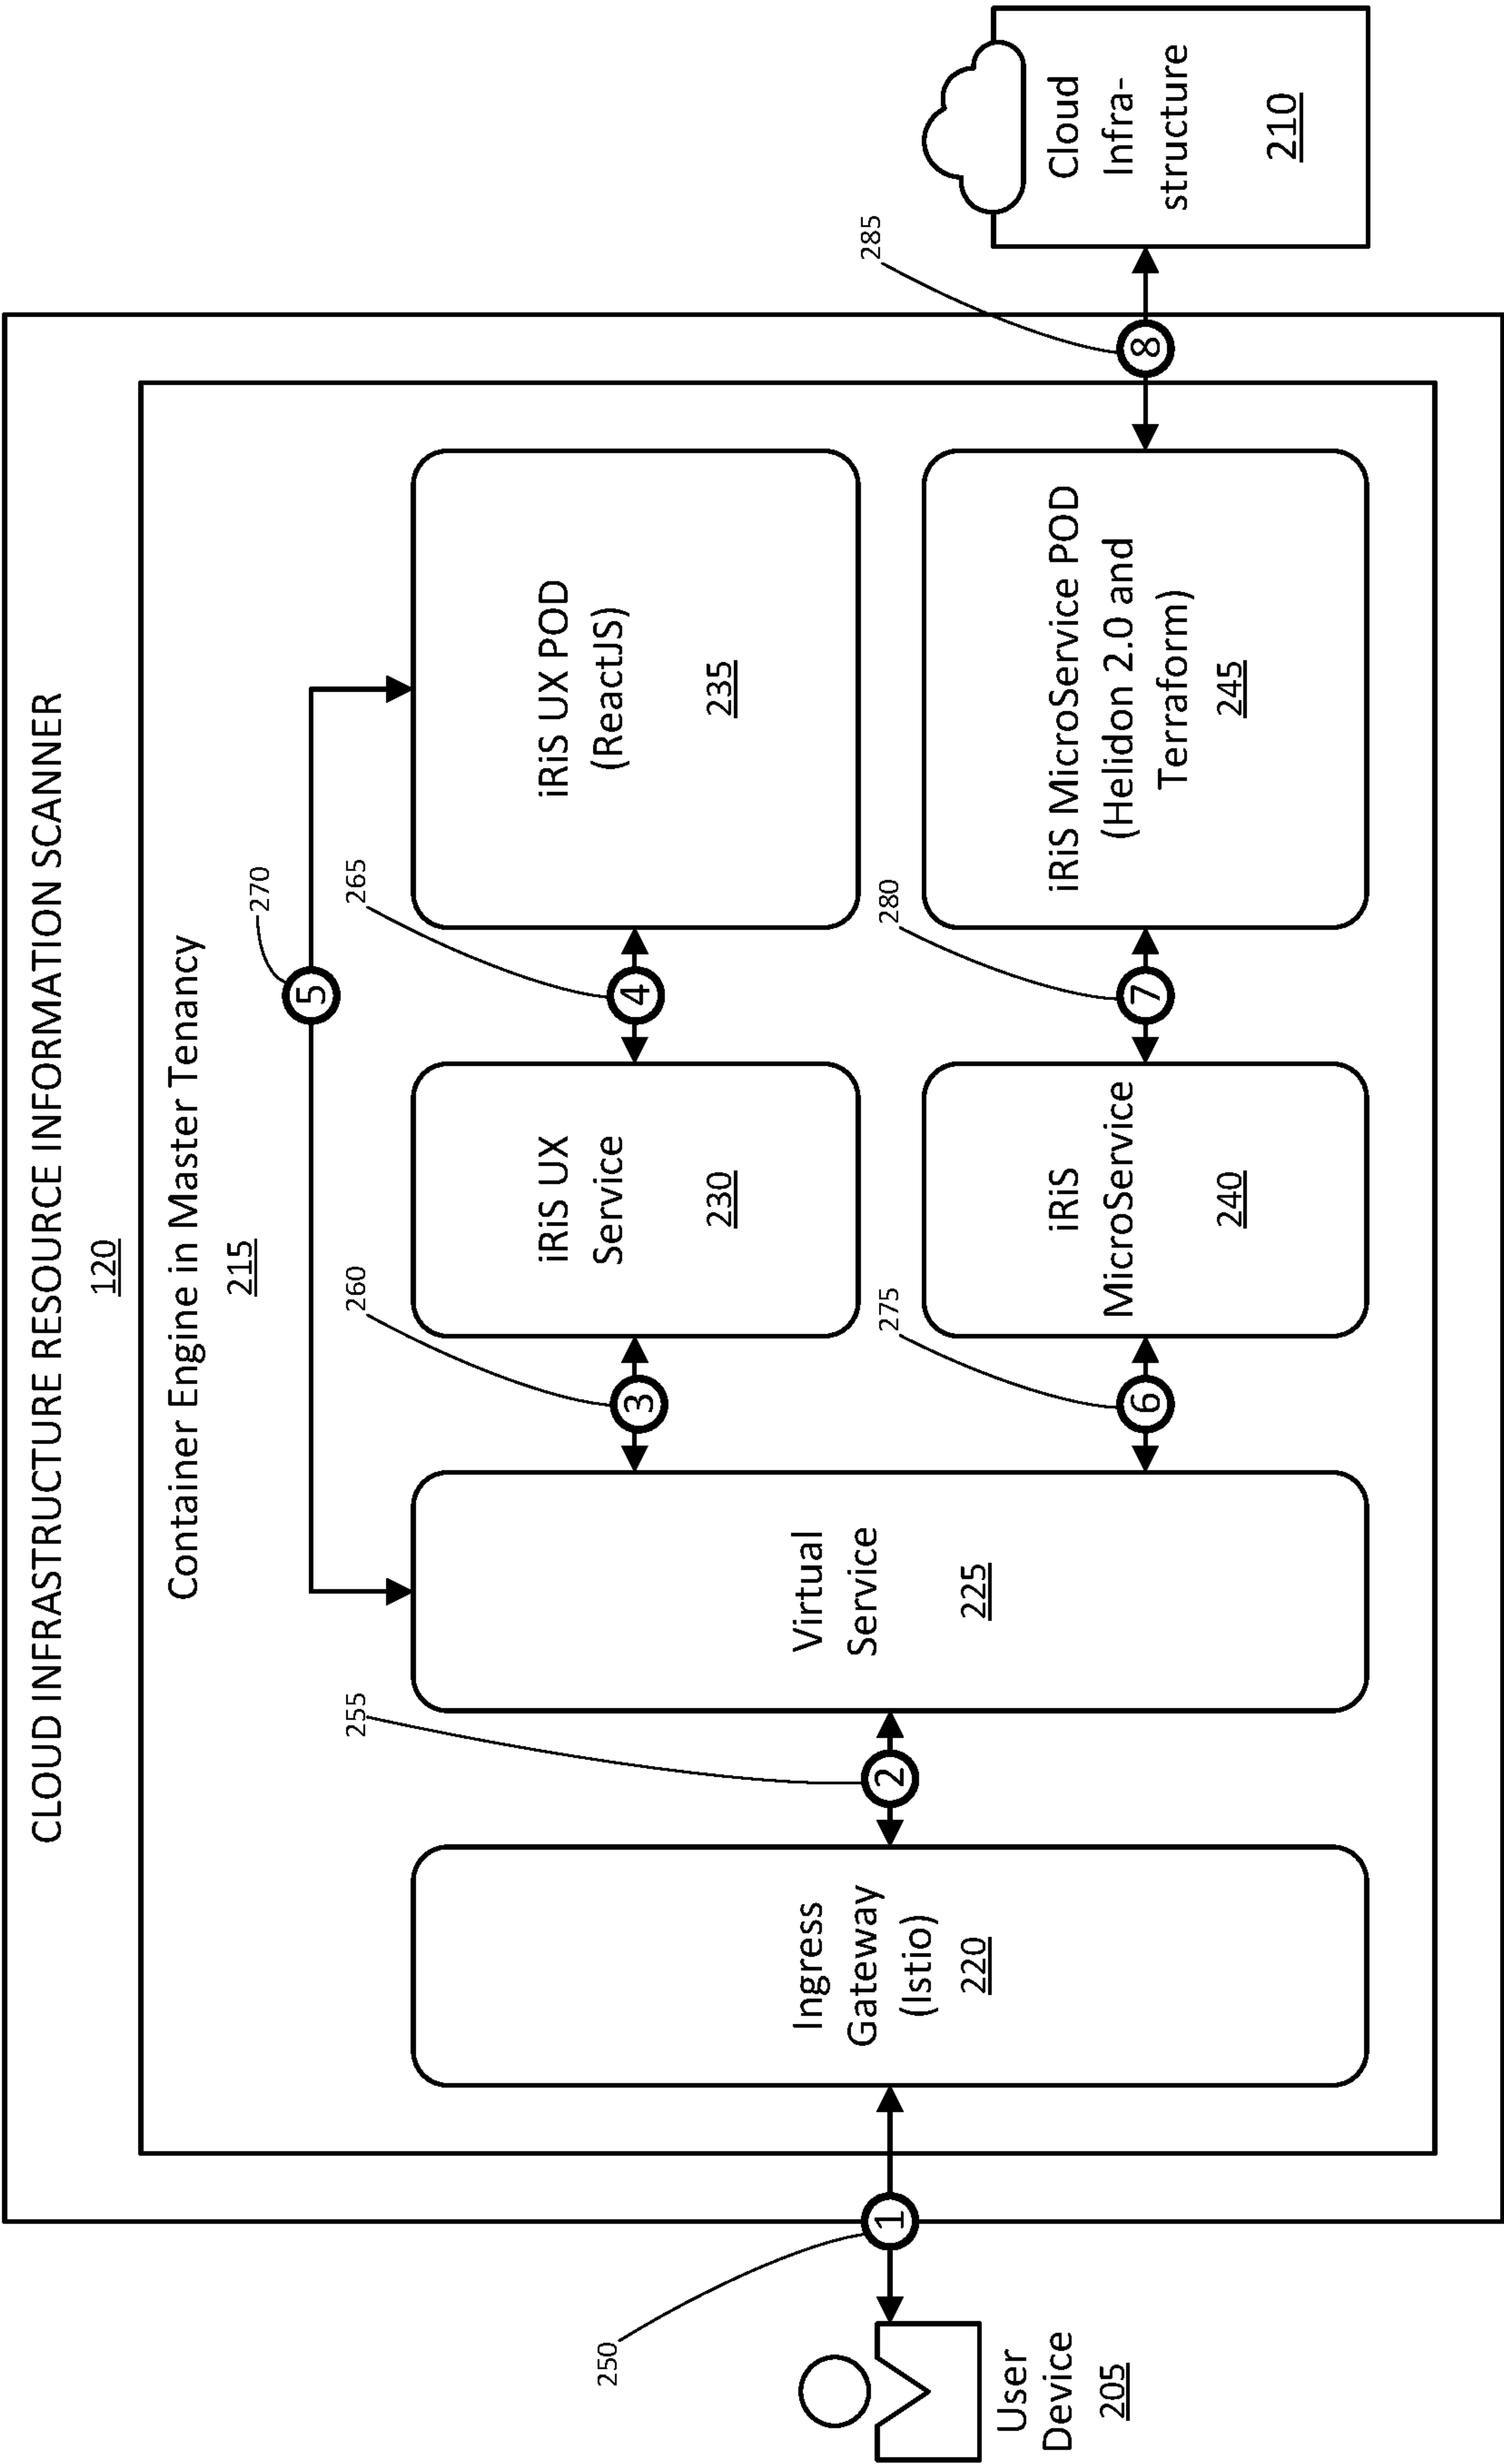 CLOUD INFRASTRUCTURE RESOURCE INFORMATION SCANNER
120
Container Engine in Master Tenancy
215
5
270
255
260
265
iRiS UX
Service
230
iRiS UX POD
(ReactJS)
235
3
4
250
User
Device
205
1
Ingress
Gateway
(Istio)
220
2
Virtual
Service
225
275
280
285
iRiS
MicroService
240
iRiS MicroService POD
(Helidon 2.0 and
Terraform)
245
6
7
8
Cloud
Infra-
structure
210